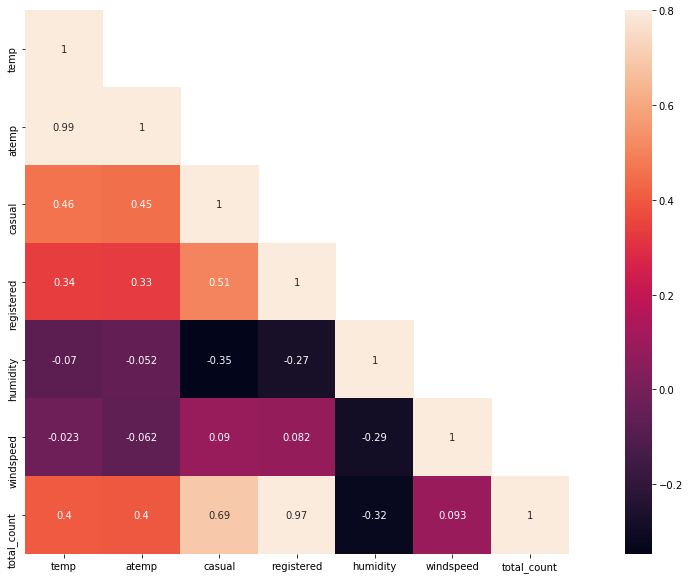 0.8
temp
1
atemp
0.99 1
0.6
casual
0.46 0.45 1
0.4
registered
0.34 0.33 0.51 1
0.2
humidity
-0.07 -0.052 -0.35 -0.27 1
0.0
windspeed
-0.023 -0.062 0.09 0.082 -0.29 1
-0.2
total_count
0.4 0.4 0.69 0.97 -0.32 0.093 1
temp atemp casual registered humidity windspeed total_count